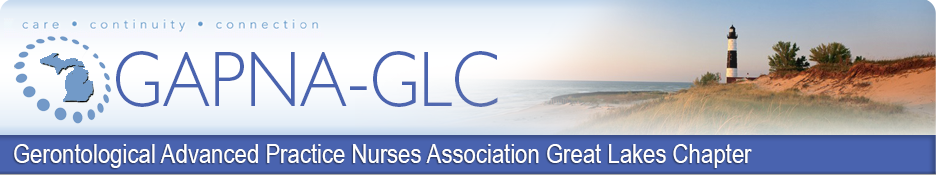 care • continuity • connection
GAPNA-GLC
Gerontological Advanced Practice Nurses Association Great Lakes Chapter